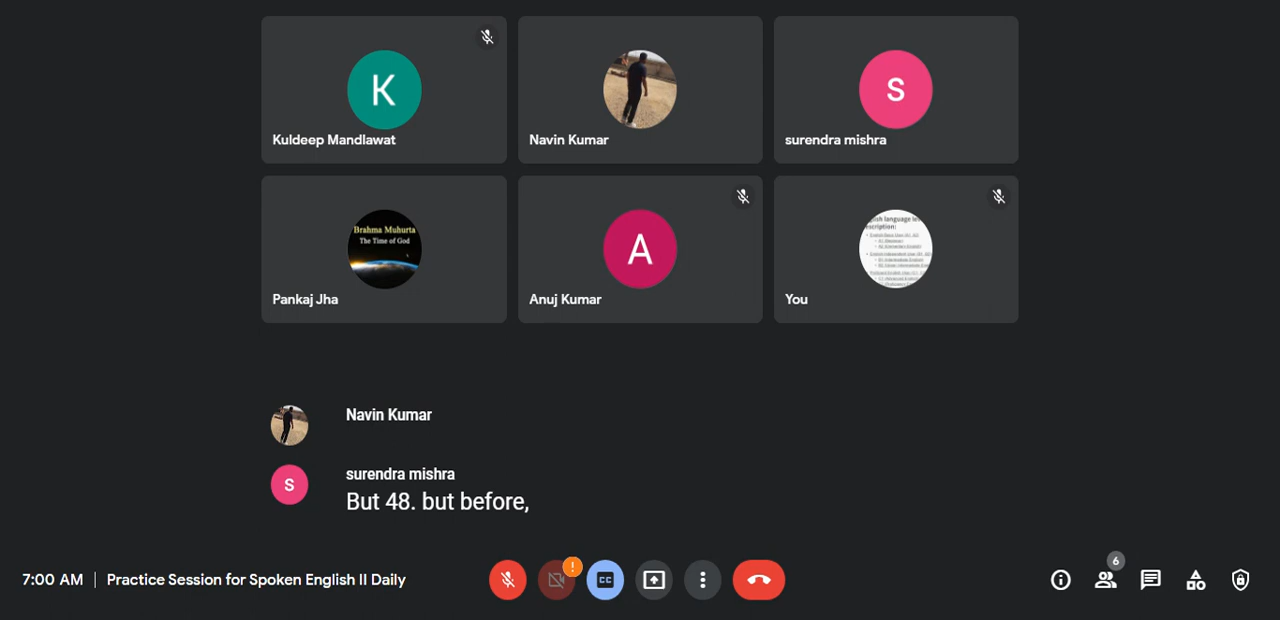 K
Kuldeep Mandlawat
Navin Kumar
S
surendra mishra
Brahma Muhurta
The Time of God
Pankaj Jha
A
Anuj Kumar
You
Navin Kumar
S
surendra mishra
But 48. but before,
7:00 AM | Practice Session for Spoken English II Daily
!
CC
6